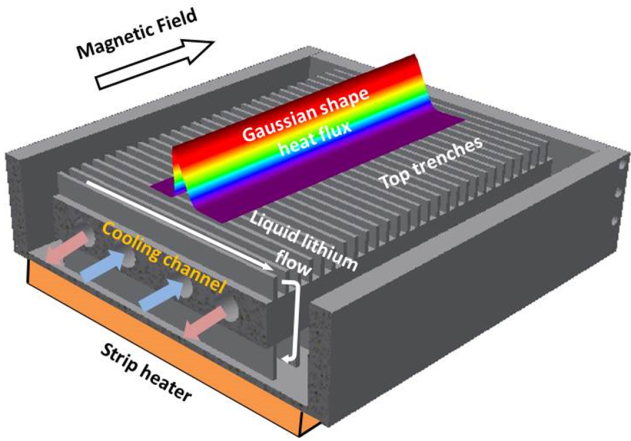 Magnetic Field
Gaussian shape
heat flux
Top trenches
Liquid lithium
flow
Cooling channel
Strip heater